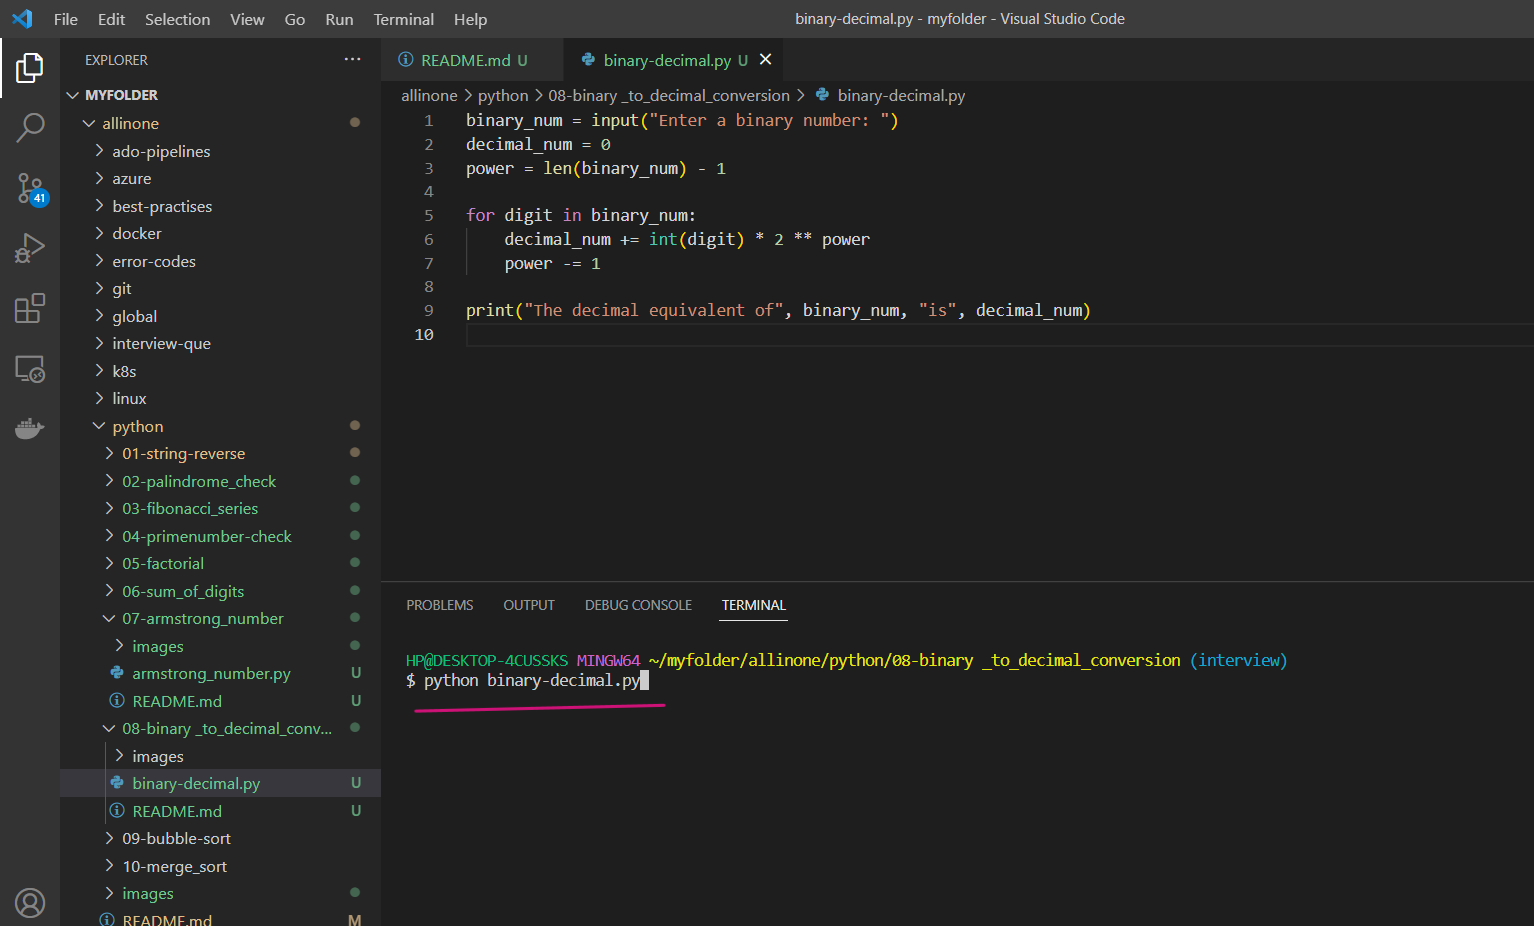 File Edit Selection View Go Run Terminal Help
binary-decimal.py - myfolder - Visual Studio Code
EXPLORER ...
MYFOLDER
allinone
ado-pipelines
azure
best-practises
docker
error-codes
git
global
interview-que
k8s
linux
python
01-string-reverse
02-palindrome_check
03-fibonacci_series
04-primenumber-check
05-factorial
06-sum_of_digits
07-armstrong_number
images
armstrong_number.py U
README.md U
08-binary _to_decimal_conv...
images
binary-decimal.py U
README.md U
09-bubble-sort
10-merge_sort
images
README.md M
41
README.md U
binary-decimal.py U
allinone > python > 08-binary _to_decimal_conversion > binary-decimal.py
1 binary_num = input("Enter a binary number: ")
2 decimal_num = 0
3 power = len(binary_num) - 1
4
5 for digit in binary_num:
6 decimal_num += int(digit) * 2 ** power
7 power -= 1
8
9 print("The decimal equivalent of", binary_num, "is", decimal_num)
10
PROBLEMS OUTPUT DEBUG CONSOLE TERMINAL
HP@DESKTOP-4CUSSKS MINGW64 ~/myfolder/allinone/python/08-binary _to_decimal_conversion (interview)
$ python binary-decimal.py